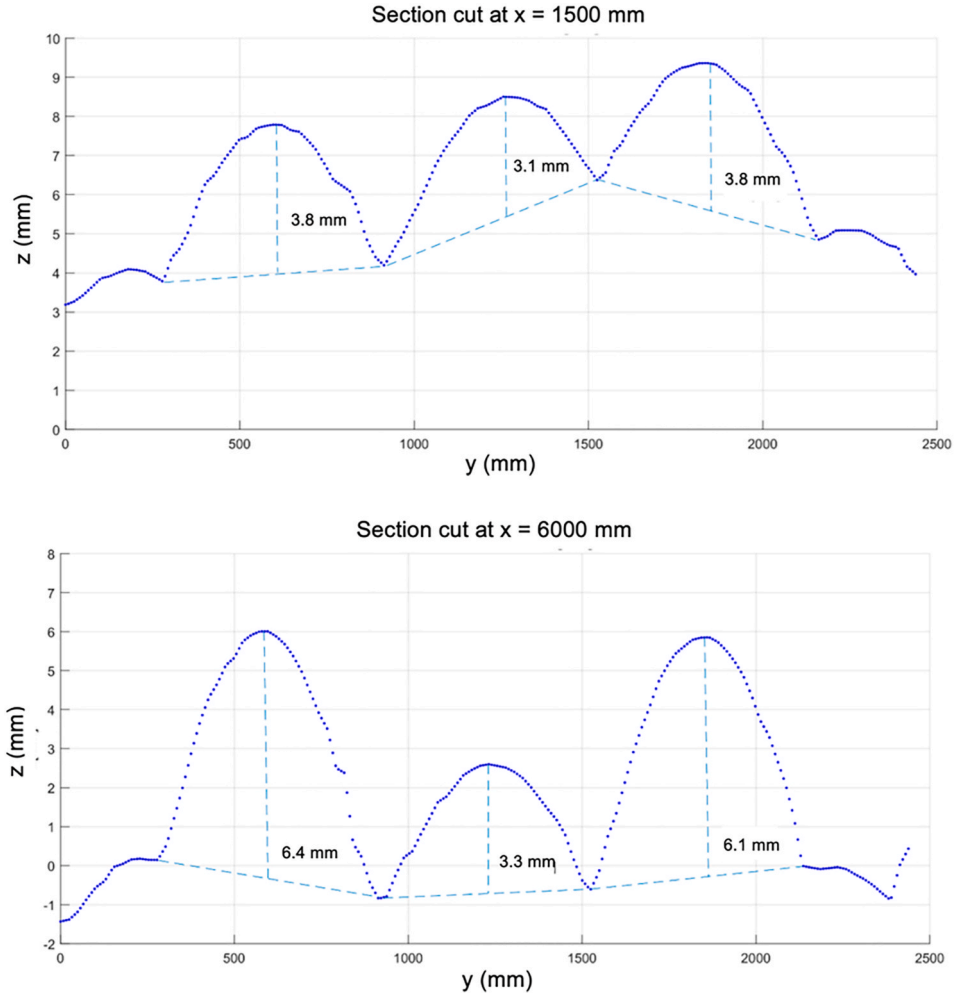 Section cut at x = 1500 mm
10
9
8
7
6
5
4
3
2
1
0
z (mm)
3.8 mm
3.1 mm
3.8 mm
0
500
1000
1500
2000
2500
y (mm)
Section cut at x = 6000 mm
8
7
6
5
4
3
2
1
0
-1
-2
z (mm)
6.4 mm
3.3 mm
6.1 mm
0
500
1000
1500
2000
2500
y (mm)